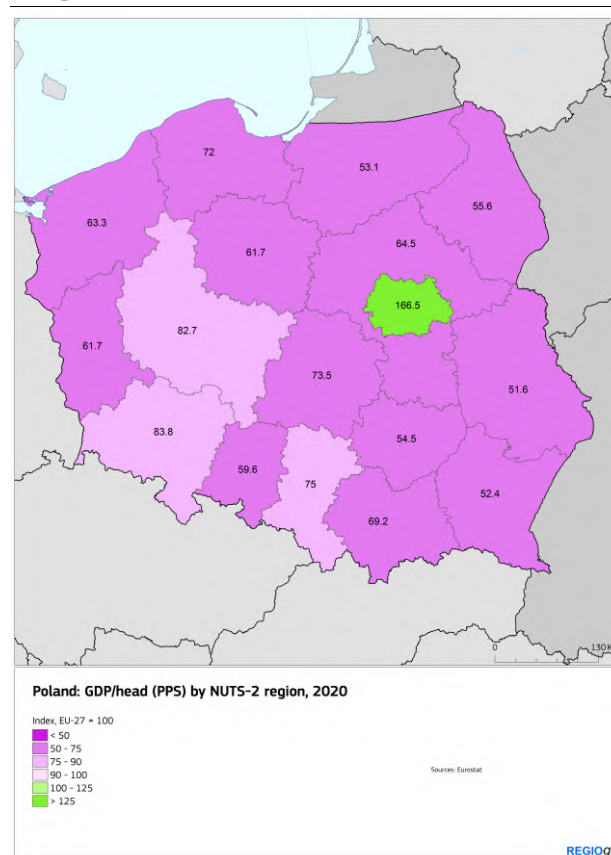 72
53.1
55.6
63.3
61.7
64.5
166.5
82.7
61.7
73.5
51.6
83.8
54.5
59.6
75
52.4
69.2
0
130 K
Poland: GDP/head (PPS) by NUTS-2 region, 2020
Index, EU-27 = 100
< 50
50 - 75
75 - 90
90 - 100
100 - 125
> 125
Sources: Eurostat
REGIO